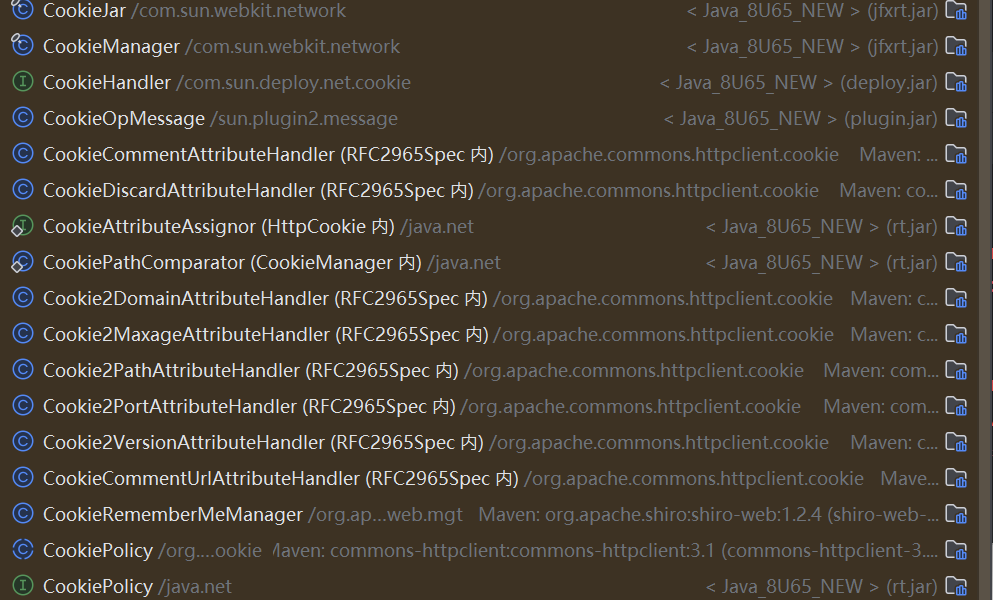 CookieJar /com.sun.webkit.network < Java_8U65_NEW > (jfxrt.jar)
CookieManager /com.sun.webkit.network < Java_8U65_NEW > (jfxrt.jar)
CookieHandler /com.sun.deploy.net.cookie < Java_8U65_NEW > (deploy.jar)
CookieOpMessage /sun.plugin2.message < Java_8U65_NEW > (plugin.jar)
CookieCommentAttributeHandler (RFC2965Spec 内) /org.apache.commons.httpclient.cookie Maven: ...
CookieDiscardAttributeHandler (RFC2965Spec 内) /org.apache.commons.httpclient.cookie Maven: co...
CookieAttributeAssignor (HttpCookie 内) /java.net < Java_8U65_NEW > (rt.jar)
CookiePathComparator (CookieManager 内) /java.net < Java_8U65_NEW > (rt.jar)
Cookie2DomainAttributeHandler (RFC2965Spec 内) /org.apache.commons.httpclient.cookie Maven: c...
Cookie2MaxageAttributeHandler (RFC2965Spec 内) /org.apache.commons.httpclient.cookie Maven: c...
Cookie2PathAttributeHandler (RFC2965Spec 内) /org.apache.commons.httpclient.cookie Maven: com...
Cookie2PortAttributeHandler (RFC2965Spec 内) /org.apache.commons.httpclient.cookie Maven: com...
Cookie2VersionAttributeHandler (RFC2965Spec 内) /org.apache.commons.httpclient.cookie Maven: c...
CookieCommentUrlAttributeHandler (RFC2965Spec 内) /org.apache.commons.httpclient.cookie Mave...
CookieRememberMeManager /org.ap...web.mgt Maven: org.apache.shiro:shiro-web:1.2.4 (shiro-web-...
CookiePolicy /org....ookie Maven: commons-httpclient:commons-httpclient:3.1 (commons-httpclient-3....
CookiePolicy /java.net < Java_8U65_NEW > (rt.jar)